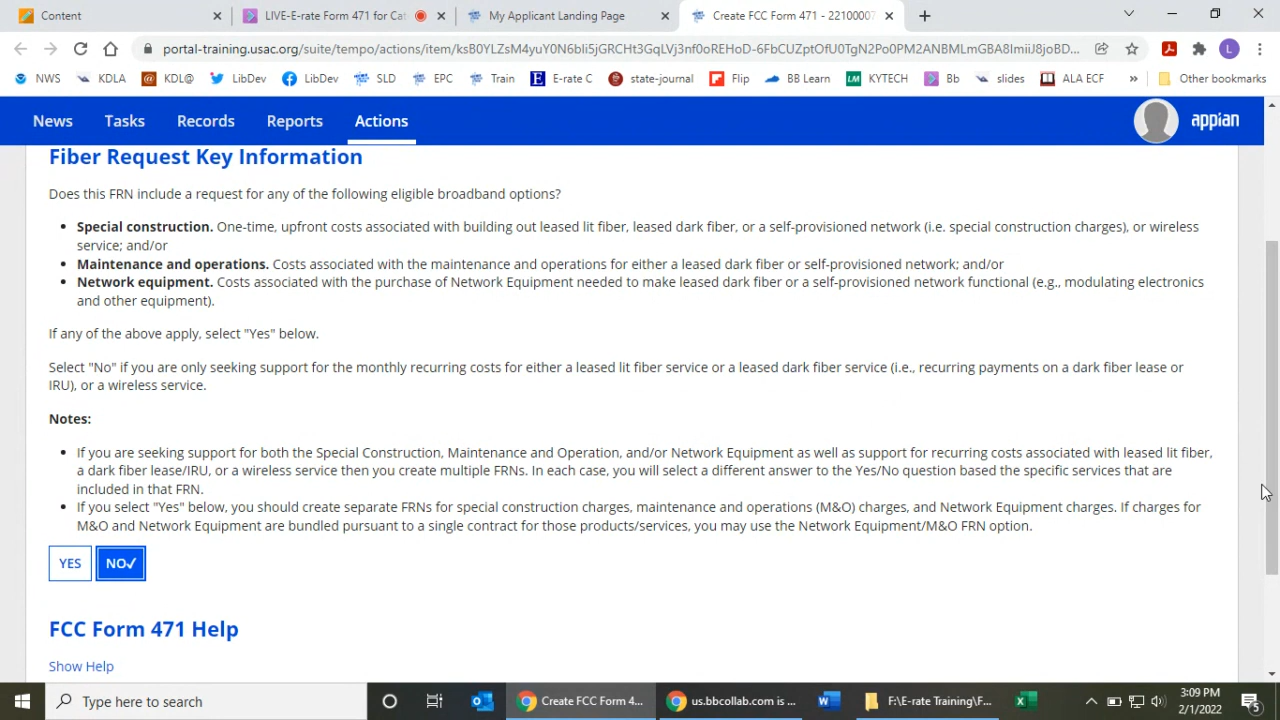 Content
LIVE-E-rate Form 471 for Cat
My Applicant Landing Page
Create FCC Form 471 - 22100007
portal-training.usac.org/suite/tempo/actions/item/
NWS
KDLA
KDL@
LibDev
LibDev
SLD
EPC
Train
E-rate C
state-journal
Flip
BB Learn
KYTECH
Bb
slides
ALA ECF
»
Other bookmarks
News
Tasks
Records
Reports
Actions
appian
Fiber Request Key Information
Does this FRN include a request for any of the following eligible broadband options?
• Special construction. One-time, upfront costs associated with building out leased lit fiber, leased dark fiber, or a self-provisioned network (i.e. special construction charges), or wireless
service; and/or
• Maintenance and operations. Costs associated with the maintenance and operations for either a leased dark fiber or self-provisioned network; and/or
• Network equipment. Costs associated with the purchase of Network Equipment needed to make leased dark fiber or a self-provisioned network functional (e.g., modulating electronics
and other equipment).
If any of the above apply, select "Yes" below.
Select "No" if you are only seeking support for the monthly recurring costs for either a leased lit fiber service or a leased dark fiber service (i.e., recurring payments on a dark fiber lease or
IRU), or a wireless service.
Notes:
• If you are seeking support for both the Special Construction, Maintenance and Operation, and/or Network Equipment as well as support for recurring costs associated with leased lit fiber,
a dark fiber lease/IRU, or a wireless service then you create multiple FRNs. In each case, you will select a different answer to the Yes/No question based the specific services that are
included in that FRN.
• If you select "Yes" below, you should create separate FRNs for special construction charges, maintenance and operations (M&O) charges, and Network Equipment charges. If charges for
M&O and Network Equipment are bundled pursuant to a single contract for those products/services, you may use the Network Equipment/M&O FRN option.
YES
NO✓
FCC Form 471 Help
Show Help
Type here to search
Create FCC Form 4...
us.bbcollab.com is ...
F:\E-rate Training\F...
3:09 PM
2/1/2022
5